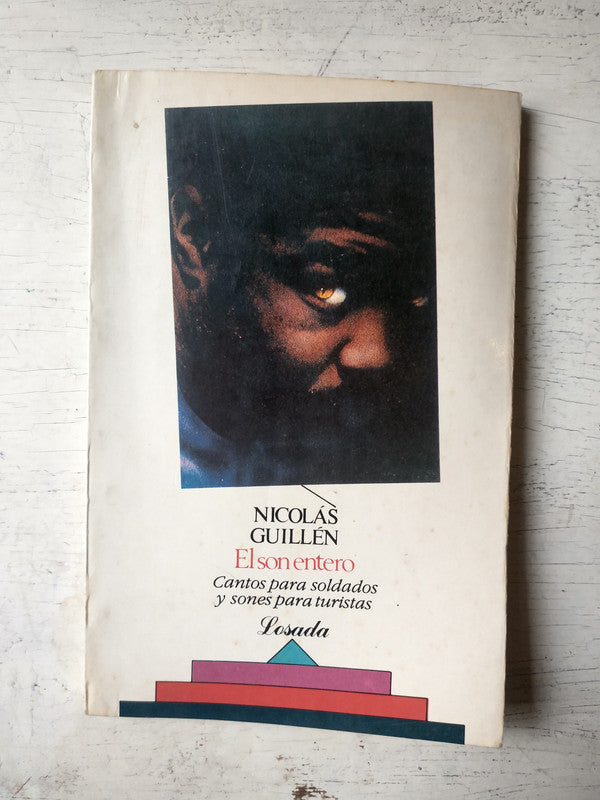 NICOLÁS
GUILLÉN
El son entero
Cantos para soldados
y sones para turistas
Losada